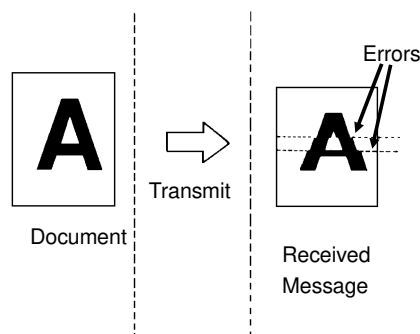 Errors
A
A
Transmit
Document
Received
Message